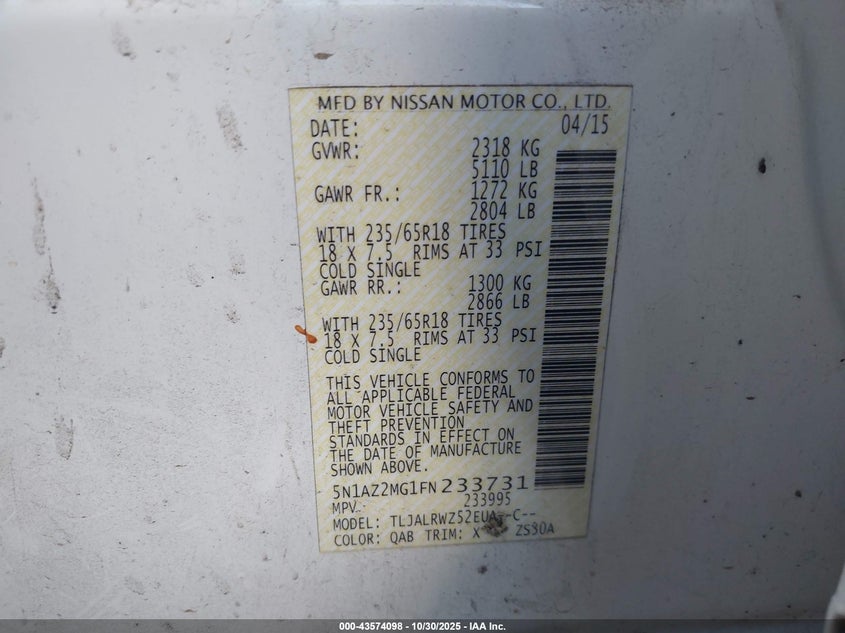 MFD BY NISSAN MOTOR CO., LTD.
DATE: 04/15
GVWR: 2318 KG
5110 LB
GAWR FR.: 1272 KG
2804 LB
WITH 235/65R18 TIRES
18 X 7.5 RIMS AT 33 PSI
COLD SINGLE
GAWR RR.: 1300 KG
2866 LB
WITH 235/65R18 TIRES
18 X 7.5 RIMS AT 33 PSI
COLD SINGLE
THIS VEHICLE CONFORMS TO
ALL APPLICABLE FEDERAL
MOTOR VEHICLE SAFETY AND
THEFT PREVENTION
STANDARDS IN EFFECT ON
THE DATE OF MANUFACTURE
SHOWN ABOVE.
5N1AZ2MG1FN233731
MPV 233995
MODEL: TLJALRWZ52EUA--C--
COLOR: QAB TRIM: X ZS30A
000-43574098 - 10/30/2025 - IAA Inc.